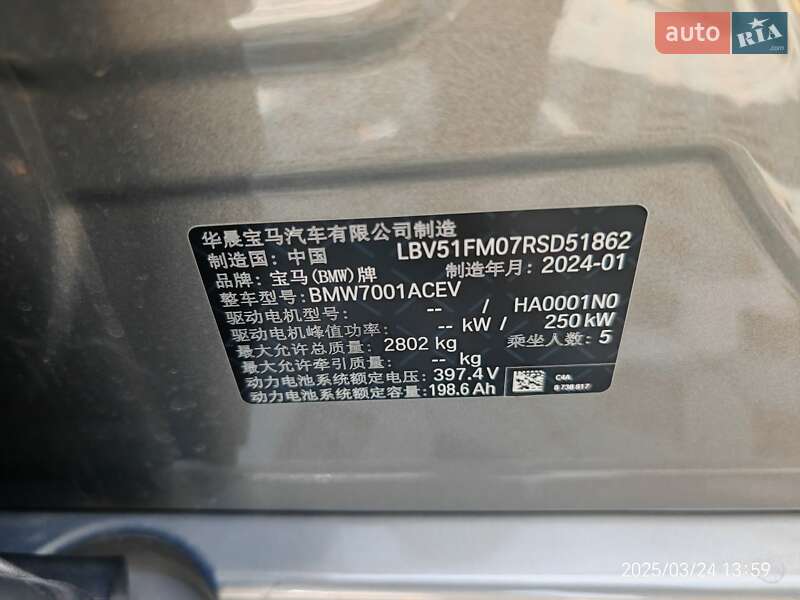 auto RIA.com
华晨宝马汽车有限公司制造
制造国：中国 LBV51FM07RSD51862
品牌：宝马(BMW)牌 制造年月：2024-01
整车型号：BMW7001ACEV
驱动电机型号： -- / HA0001N0
驱动电机峰值功率： -- kW / 250 kW
最大允许总质量：2802 kg 乘坐人数：5
最大允许牵引质量： -- kg
动力电池系统额定电压：397.4 V
动力电池系统额定容量：198.6 Ah
C4A
6 738 817
2025/03/24 13:59